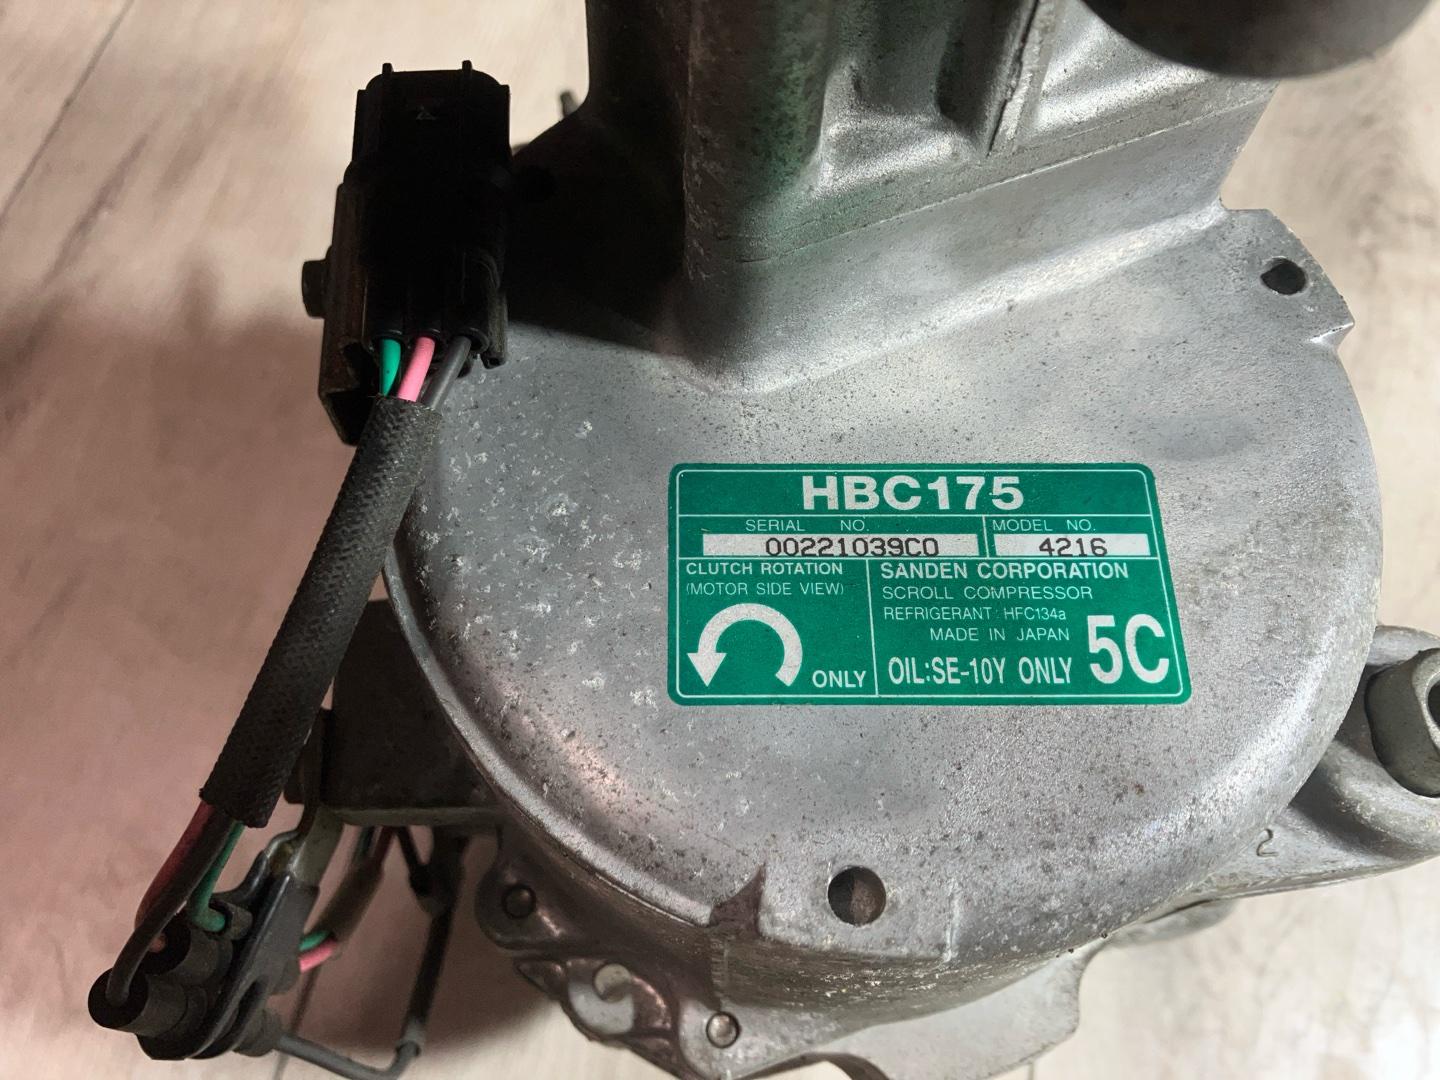 HBC175
SERIAL NO.
MODEL NO.
00221039C0
4216
CLUTCH ROTATION
(MOTOR SIDE VIEW)
ONLY
SANDEN CORPORATION
SCROLL COMPRESSOR
REFRIGERANT: HFC134a
MADE IN JAPAN
OIL:SE-10Y ONLY
5C
2